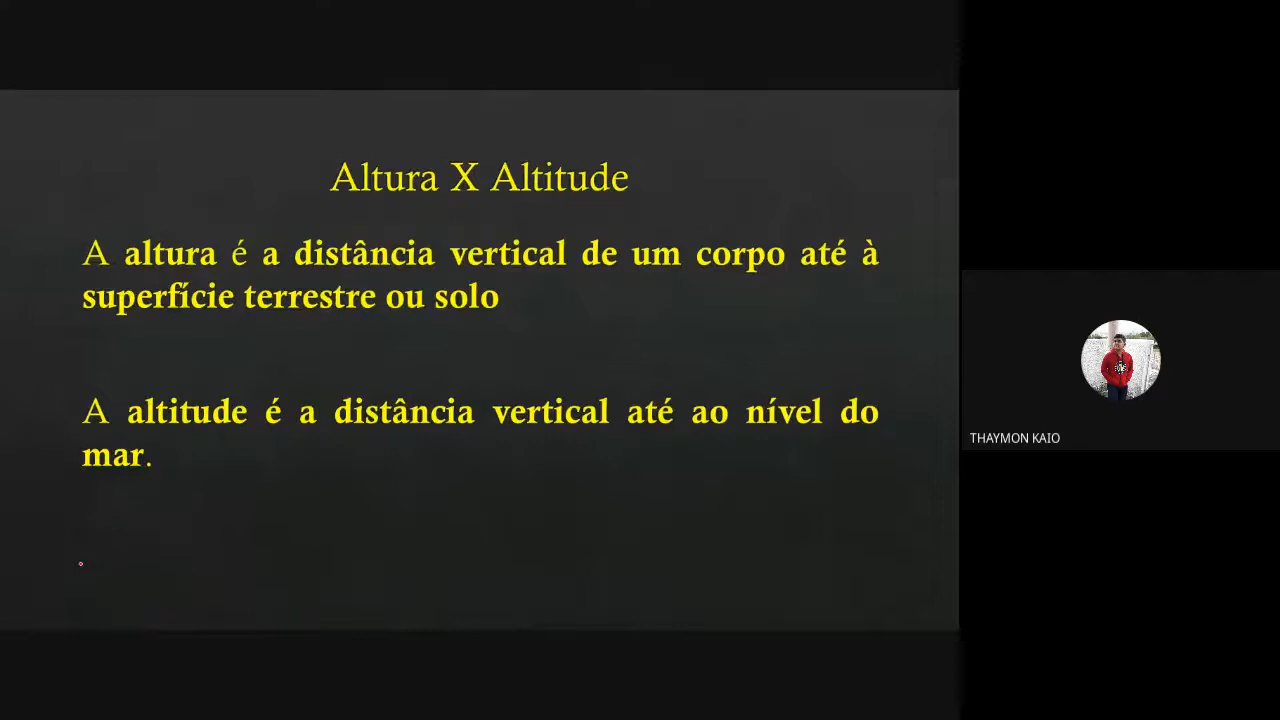 Altura X Altitude
A altura é a distância vertical de um corpo até à
superfície terrestre ou solo
A altitude é a distância vertical até ao nível do
mar.
THAYMON KAIO